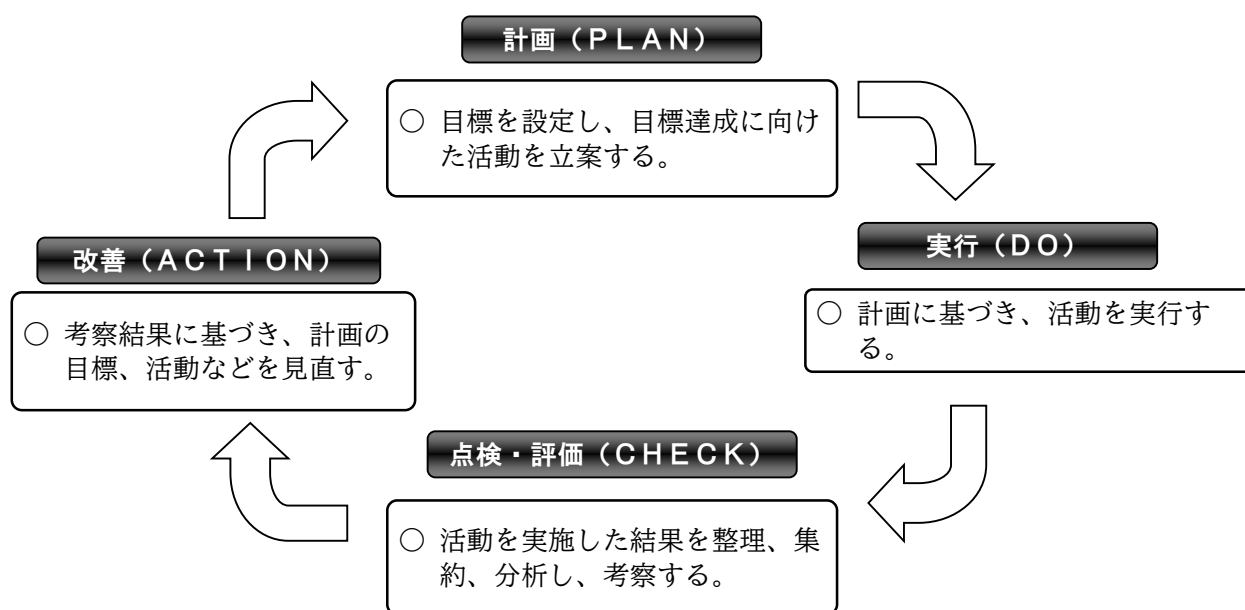 計画（ＰＬＡＮ）
○ 目標を設定し、目標達成に向け
た活動を立案する。
実行（ＤＯ）
○ 計画に基づき、活動を実行す
る。
点検・評価（ＣＨＥＣＫ）
○ 活動を実施した結果を整理、集
約、分析し、考察する。
改善（ＡＣＴＩＯＮ）
○ 考察結果に基づき、計画の
目標、活動などを見直す。